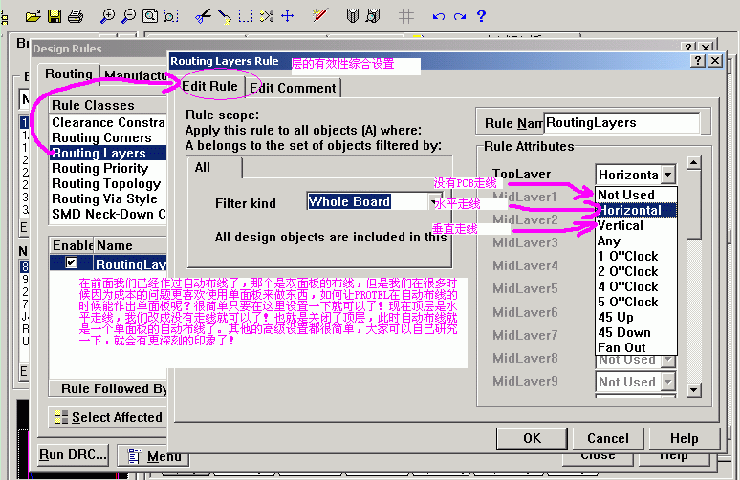 Design Rules
Routing Layers Rule
层的有效性综合设置
Routing
Manufactu
Edit Rule
Edit Comment
Rule Classes
Clearance Constra
Routing Corners
Routing Layers
Routing Priority
Routing Topology
Routing Via Style
SMD Neck-Down C
Rule scope:
Apply this rule to all objects (A) where:
A belongs to the set of objects filtered by:
All
Filter kind
Whole Board
All design objects are included in this
Rule Nam
RoutingLayers
Rule Attributes
TopLayer
Horizonta
MidLayer1
MidLayer2
MidLayer3
MidLayer4
MidLayer5
MidLayer6
MidLayer7
MidLayer8
MidLayer9
Not Used
MidLayer1
Not Used
没有PCB走线
水平走线
垂直走线
Not Used
Horizontal
Vertical
Any
1 O"Clock
2 O"Clock
4 O"Clock
5 O"Clock
45 Up
45 Down
Fan Out
Enable
Name
RoutingLay
在前面我们已经作过自动布线了，那个是双面板的布线，但是我们在很多时
候因为成本的问题更喜欢使用单面板来做东西，如何让PROTEL在自动布线的
时候能作出单面板呢？很简单只要在这里设置一下就可以了！现在顶层是水
平走线，我们改成没有走线就可以了！也就是关闭了顶层，此时自动布线就
是一个单面板的自动布线了。其他的高级设置都很简单，大家可以自己研究
一下，就会有更深刻的印象了！
Rule Followed By
Select Affected
OK
Cancel
Help
Run DRC...
Menu
Close
Help